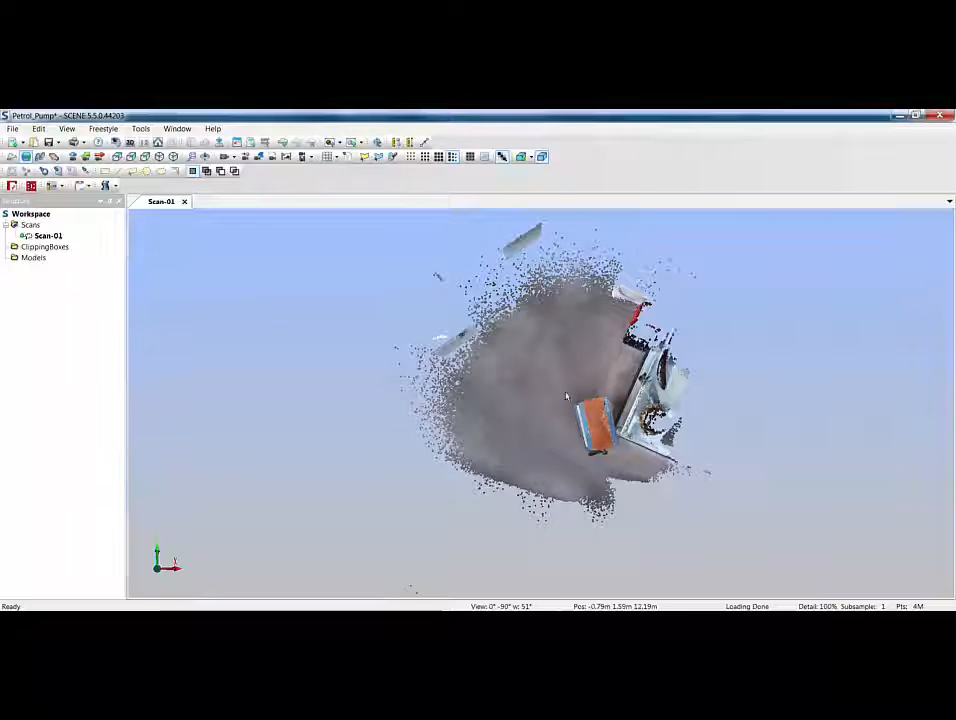 Petrol_Pump* - SCENE 5.5.0.44203
File Edit View Freestyle Tools Window Help
Structure
Scan-01
Workspace
Scans
Scan-01
ClippingBoxes
Models
Ready View: 0° -90° w: 51° Pos: -0.79m 1.59m 12.19m Loading Done Detail: 100% Subsample: 1 Pts: 4M